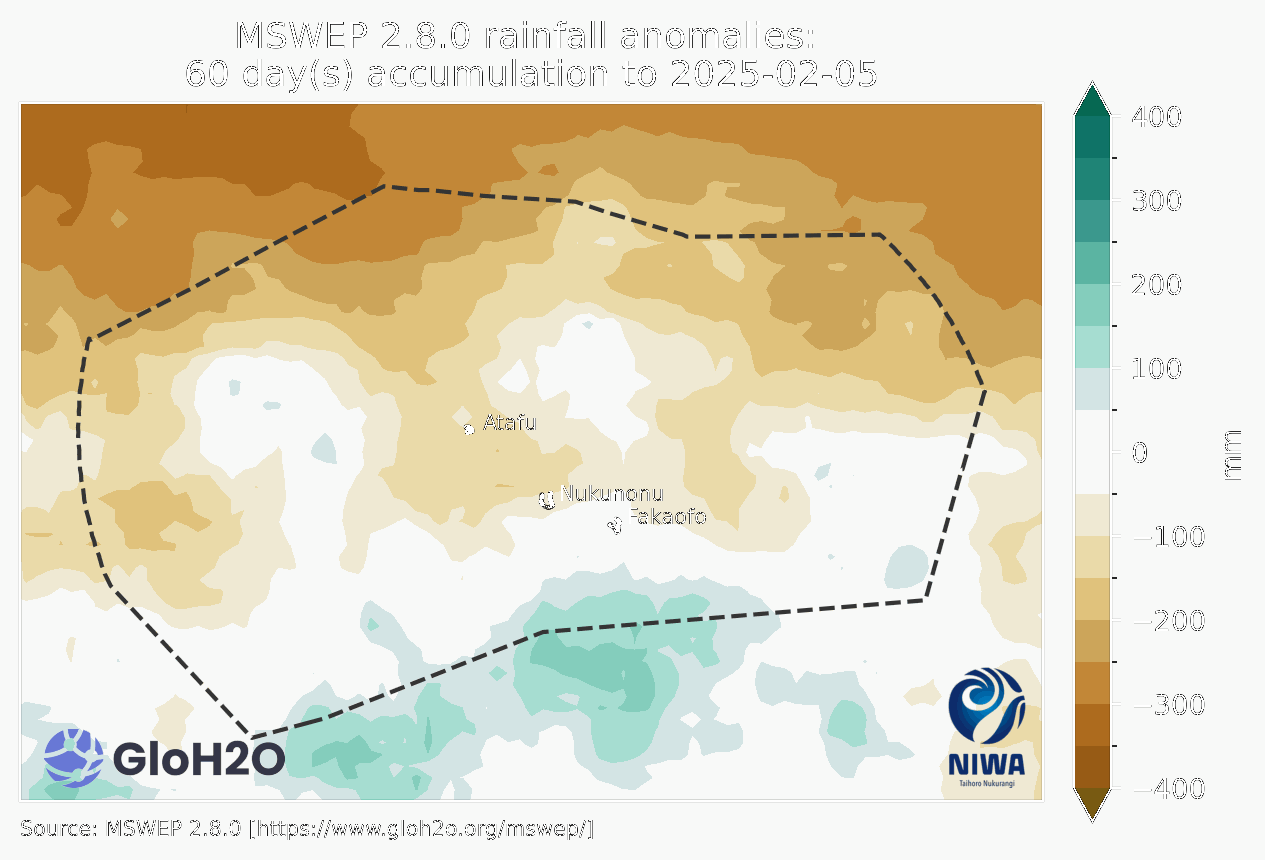 MSWEP 2.8.0 rainfall anomalies:
60 day(s) accumulation to 2025-02-05
400
300
200
100
0
−100
−200
−300
−400
mm
Atafu
Nukunonu
Fakaofo
GloH2O
NIWA
Taihoro Nukurangi
Source: MSWEP 2.8.0 [https://www.gloh2o.org/mswep/]